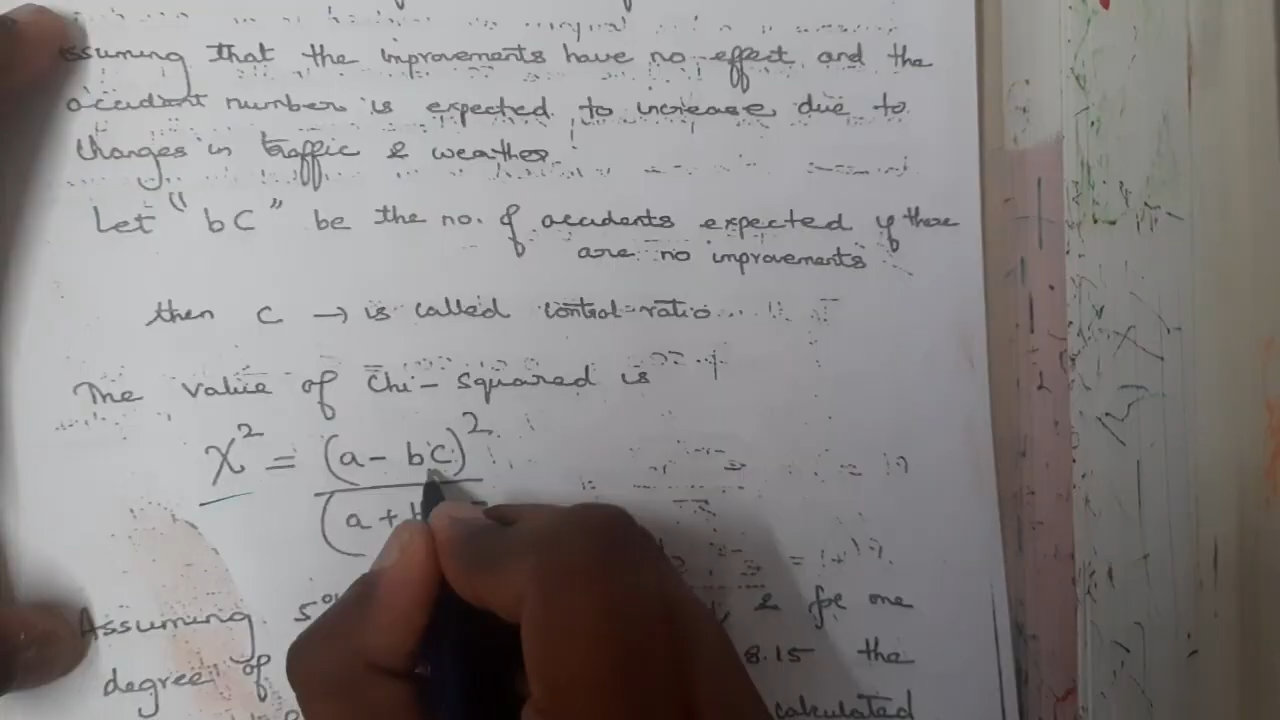 assuming that the improvements have no effect and the
accident number is expected to increase due to
changes in traffic & weather.
Let "bC" be the no. of accidents expected if there
are no improvements
then C → is called control ratio
The value of Chi-squared is
χ² = (a - bC)²
(a +
Assuming 5 & for one
degree of 8.15 the
calculated